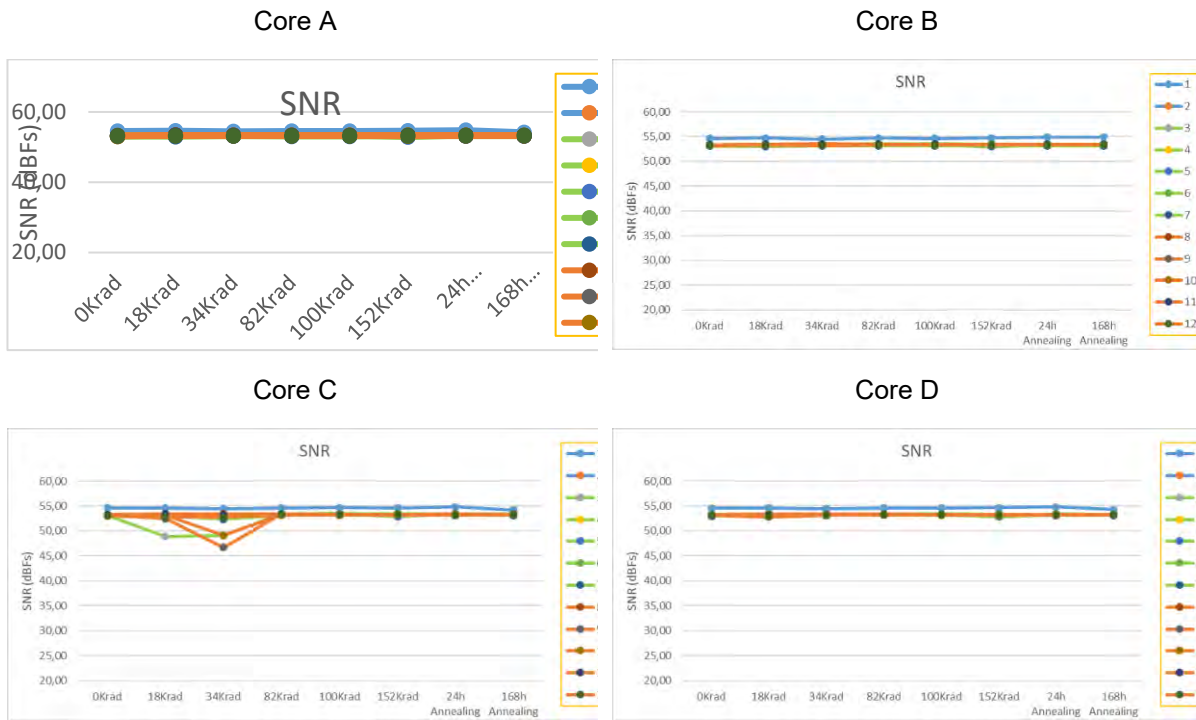 Core A
Core B
SNR
60,00
40,00
20,00
SNR (dBFs)
0Krad
18Krad
34Krad
82Krad
100Krad
152Krad
24h...
168h...
SNR
60,00
55,00
50,00
45,00
40,00
35,00
30,00
25,00
20,00
SNR (dBFs)
0Krad 18Krad 34Krad 82Krad 100Krad 152Krad 24h Annealing 168h Annealing
1
2
3
4
5
6
7
8
9
10
11
12
Core C
Core D
SNR
60,00
55,00
50,00
45,00
40,00
35,00
30,00
25,00
20,00
SNR (dBFs)
0Krad 18Krad 34Krad 82Krad 100Krad 152Krad 24h Annealing 168h Annealing
SNR
60,00
55,00
50,00
45,00
40,00
35,00
30,00
25,00
20,00
SNR (dBFs)
0Krad 18Krad 34Krad 82Krad 100Krad 152Krad 24h Annealing 168h Annealing